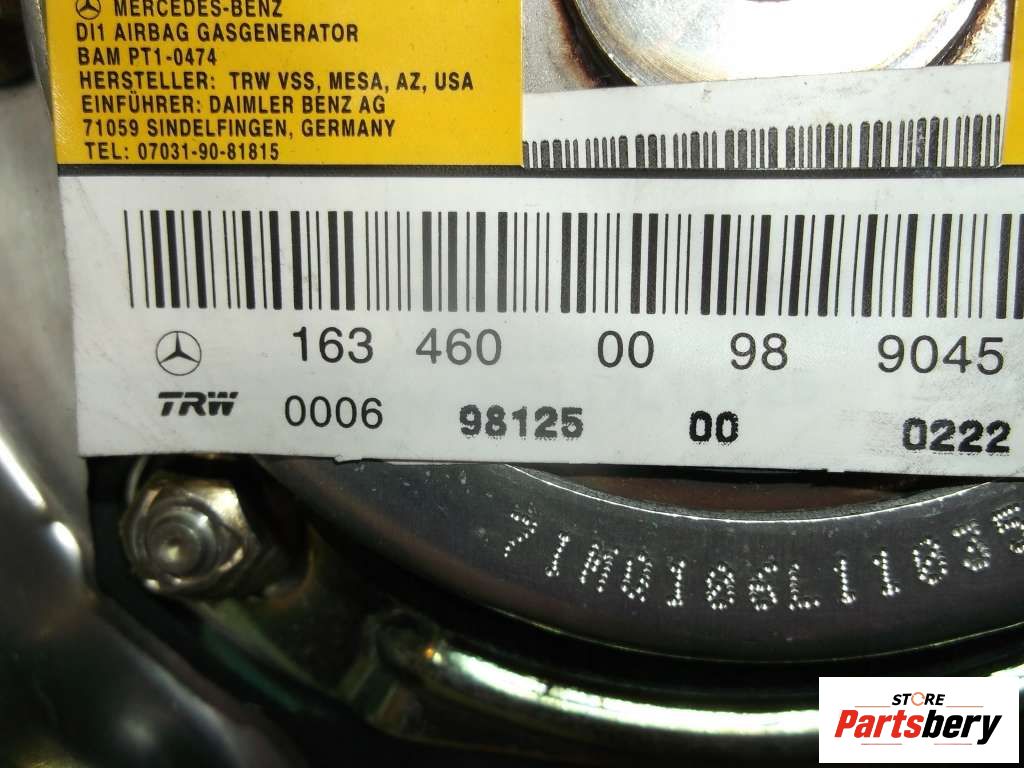 MERCEDES-BENZ
DI1 AIRBAG GASGENERATOR
BAM PT1-0474
HERSTELLER: TRW VSS, MESA, AZ, USA
EINFÜHRER: DAIMLER BENZ AG
71059 SINDELFINGEN, GERMANY
TEL: 07031-90-81815
163 460 00 98 9045
TRW 0006 98125 00 0222
71MQ106L11035
STORE
Partsbery